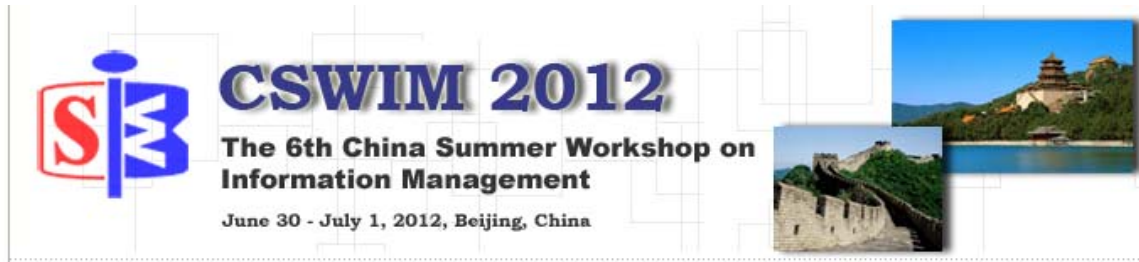 CSWIM 2012
The 6th China Summer Workshop on
Information Management
June 30 - July 1, 2012, Beijing, China